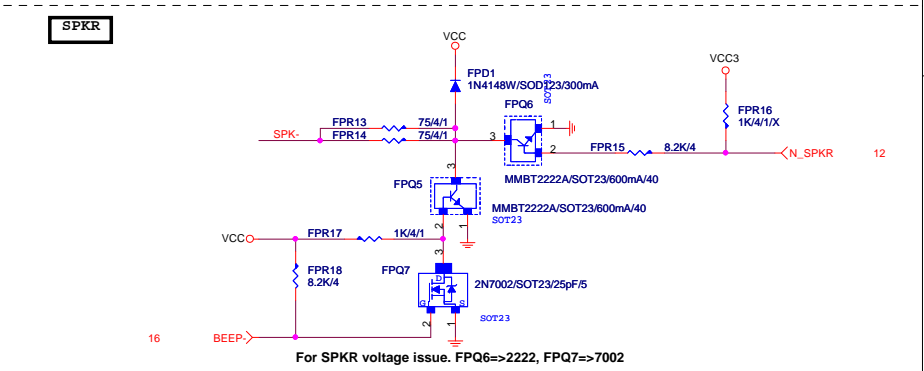 SPKR
VCC
FPD1
1N4148W/SOD123/300mA
VCC3
FPQ6
SOT23
FPR16
1K/4/1/X
FPR13 75/4/1
SPK-
FPR14 75/4/1
3
1
2
FPR15 8.2K/4
N_SPKR 12
MMBT2222A/SOT23/600mA/40
3
FPQ5
MMBT2222A/SOT23/600mA/40
SOT23
2
1
VCC
FPR17 1K/4/1
3
FPR18
8.2K/4
FPQ7
D
2N7002/SOT23/25pF/5
G
S
SOT23
2
1
16 BEEP-
For SPKR voltage issue. FPQ6=>2222, FPQ7=>7002